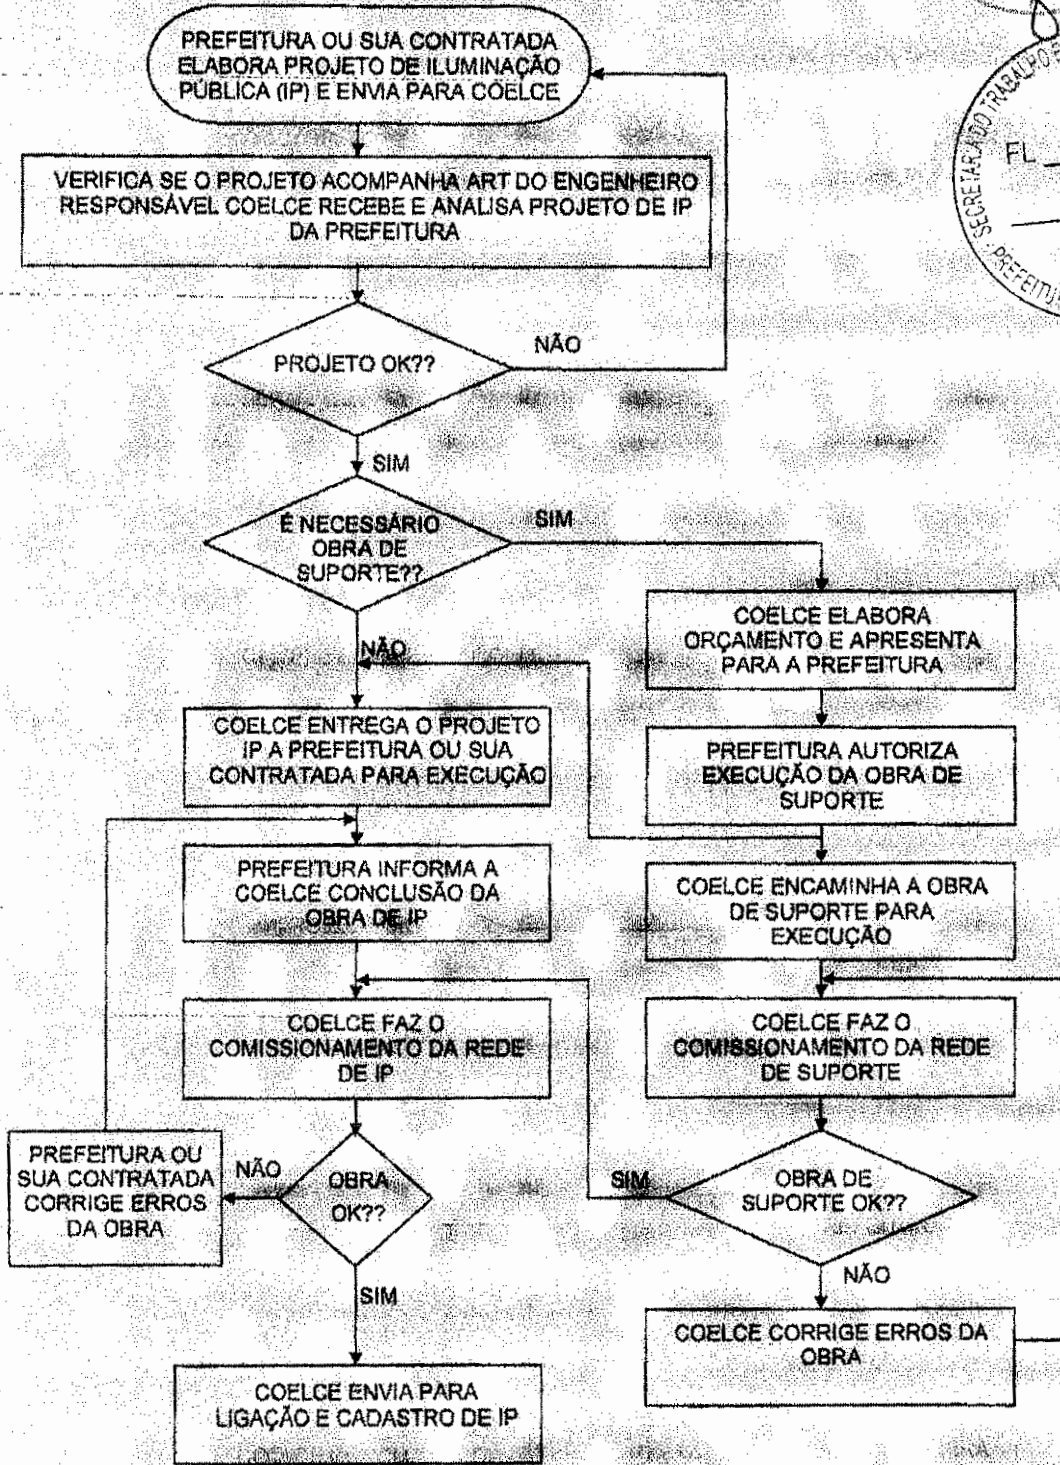 PREFEITURA OU SUA CONTRATADA
ELABORA PROJETO DE ILUMINAÇÃO
PÚBLICA (IP) E ENVIA PARA COELCE
VERIFICA SE O PROJETO ACOMPANHA ART DO ENGENHEIRO
RESPONSÁVEL COELCE RECEBE E ANALISA PROJETO DE IP
DA PREFEITURA
PROJETO OK??
NÃO
SIM
É NECESSÁRIO
OBRA DE
SUPORTE??
SIM
NÃO
COELCE ELABORA
ORÇAMENTO E APRESENTA
PARA A PREFEITURA
COELCE ENTREGA O PROJETO
IP A PREFEITURA OU SUA
CONTRATADA PARA EXECUÇÃO
PREFEITURA AUTORIZA
EXECUÇÃO DA OBRA DE
SUPORTE
PREFEITURA INFORMA A
COELCE CONCLUSÃO DA
OBRA DE IP
COELCE ENCAMINHA A OBRA
DE SUPORTE PARA
EXECUÇÃO
COELCE FAZ O
COMISSIONAMENTO DA REDE
DE IP
COELCE FAZ O
COMISSIONAMENTO DA REDE
DE SUPORTE
PREFEITURA OU
SUA CONTRATADA
CORRIGE ERROS
DA OBRA
NÃO
OBRA
OK??
SIM
SIM
OBRA DE
SUPORTE OK??
NÃO
COELCE CORRIGE ERROS DA
OBRA
COELCE ENVIA PARA
LIGAÇÃO E CADASTRO DE IP
FL